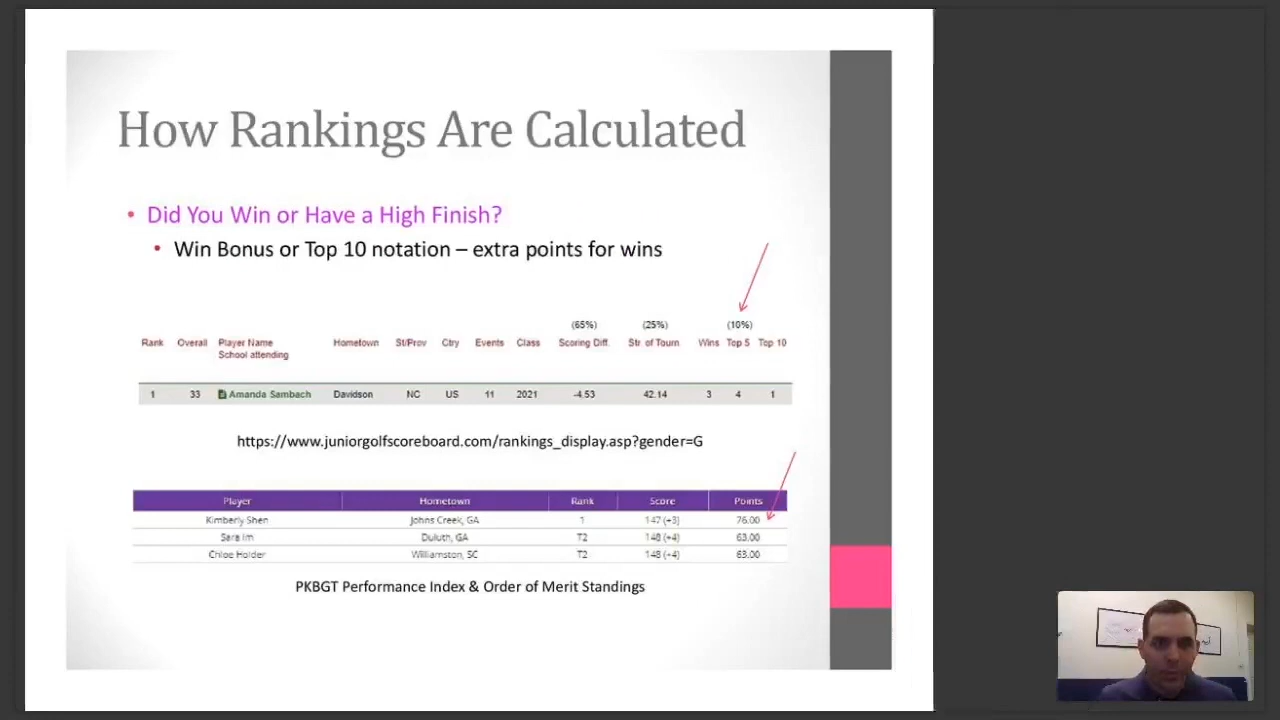 How Rankings Are Calculated
• Did You Win or Have a High Finish?
• Win Bonus or Top 10 notation – extra points for wins
(65%) (25%) (10%)
Rank Overall Player Name Hometown St/Prov Ctry Events Class Scoring Diff. Str. of Tourn Wins Top 5 Top 10
School attending
1 33 Amanda Sambach Davidson NC US 11 2021 -4.53 42.14 3 4 1
https://www.juniorgolfscoreboard.com/rankings_display.asp?gender=G
Player Hometown Rank Score Points
Kimberly Shen Johns Creek, GA 1 147 (+3) 76.00
Sara Im Duluth, GA T2 148 (+4) 63.00
Chloe Holder Williamston, SC T2 148 (+4) 63.00
PKBGT Performance Index & Order of Merit Standings